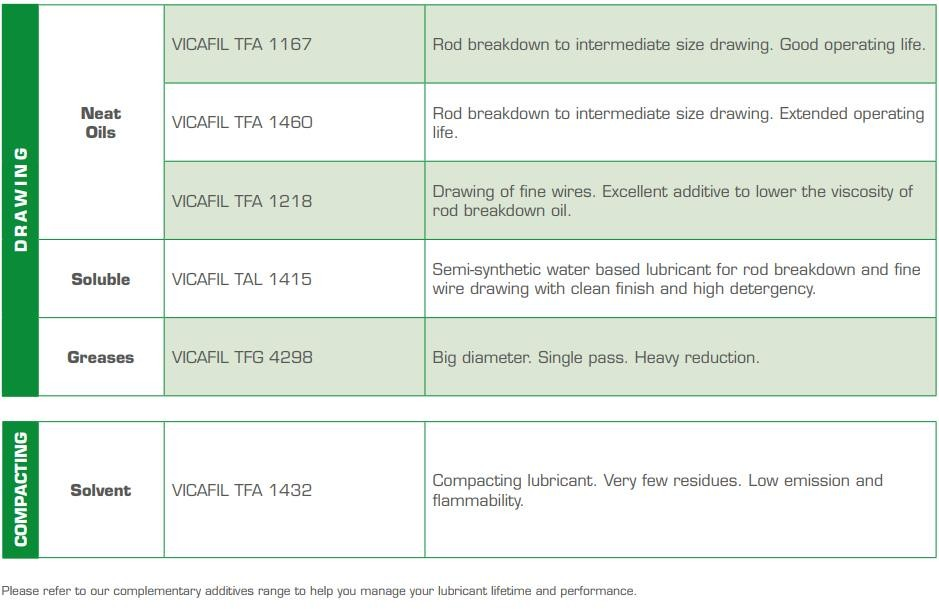 DRAWING
Neat
Oils
VICAFIL TFA 1167
Rod breakdown to intermediate size drawing. Good operating life.
VICAFIL TFA 1460
Rod breakdown to intermediate size drawing. Extended operating
life.
VICAFIL TFA 1218
Drawing of fine wires. Excellent additive to lower the viscosity of
rod breakdown oil.
Soluble
VICAFIL TAL 1415
Semi-synthetic water based lubricant for rod breakdown and fine
wire drawing with clean finish and high detergency.
Greases
VICAFIL TFG 4298
Big diameter. Single pass. Heavy reduction.
COMPACTING
Solvent
VICAFIL TFA 1432
Compacting lubricant. Very few residues. Low emission and
flammability.
Please refer to our complementary additives range to help you manage your lubricant lifetime and performance.